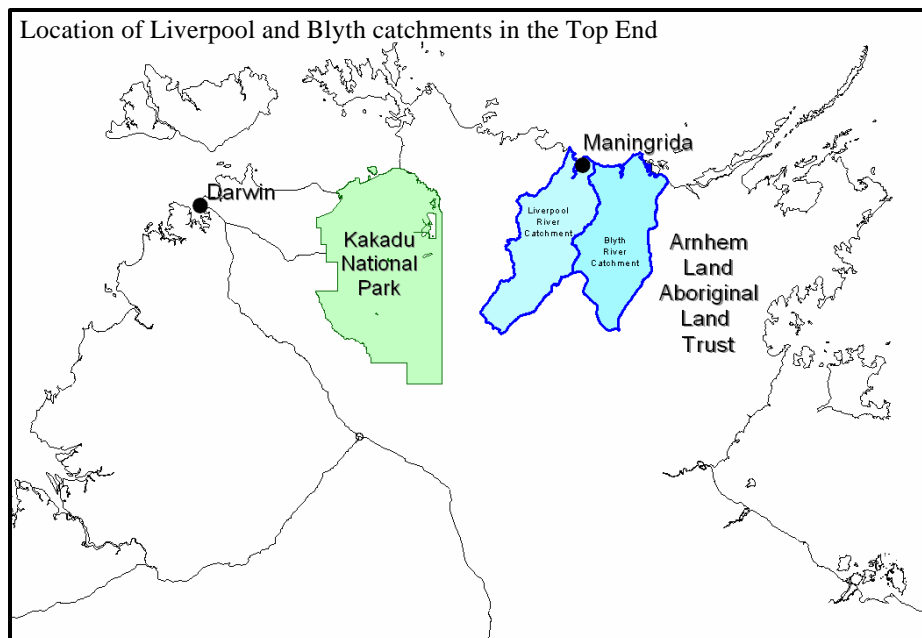 Location of Liverpool and Blyth catchments in the Top End
Maningrida
Darwin
Liverpool
River
Catchment
Kakadu
National
Park
Blyth
River
Catchment
Arnhem
Land
Aboriginal
Land
Trust